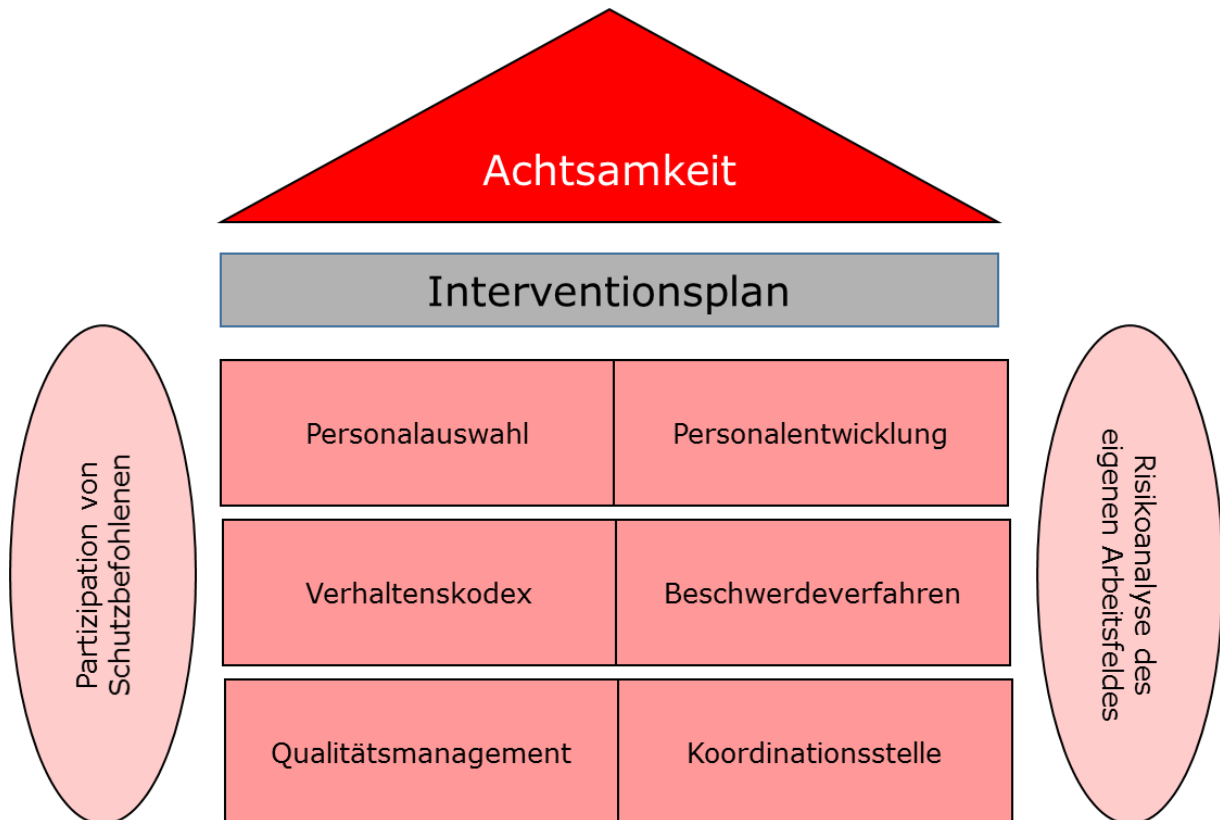 Achtsamkeit
Interventionsplan
Partizipation von
Schutzbefohlenen
Personalauswahl
Personalentwicklung
Verhaltenskodex
Beschwerdeverfahren
Qualitätsmanagement
Koordinationsstelle
Risikoanalyse des
eigenen Arbeitsfeldes